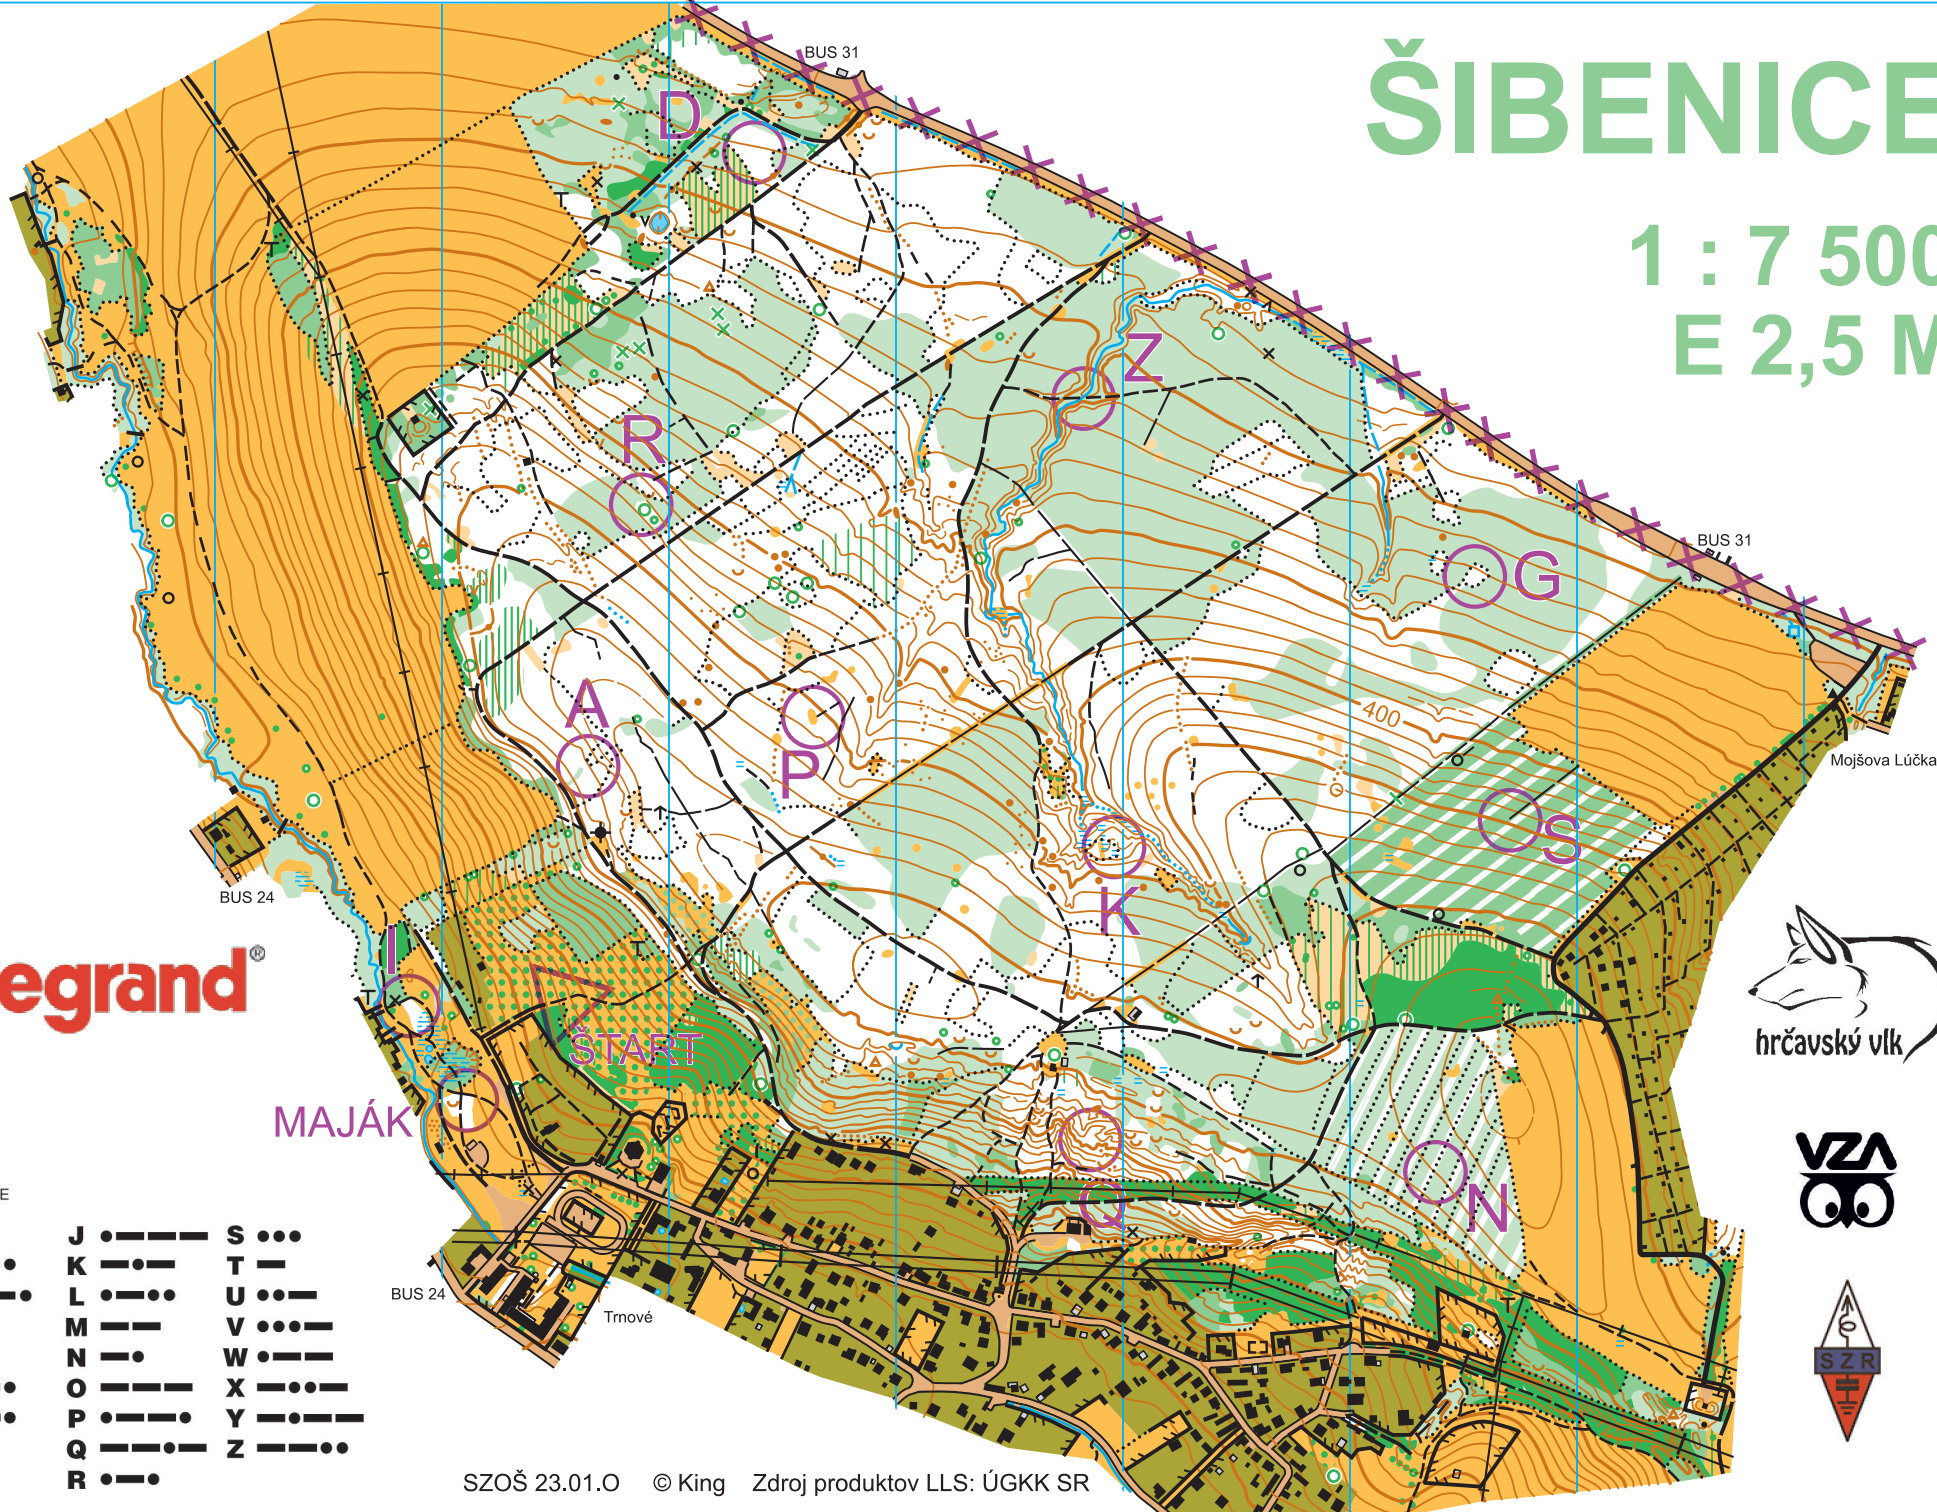 ŠIBENICE
1 : 7 500
E 2,5 M
BUS 31
D
Z
R
BUS 31
G
A
400
P
Mojšova Lúčka
S
BUS 24
K
I
egrand®
ŠTART
hrčavský vlk
MAJÁK
VZA
Q
N
E
J •——— S •••
K —•— T —
L •—•• U ••—
M —— V •••—
N —• W •——
O ——— X —••—
P •——• Y —•——
Q ——•— Z ——••
R •—•
BUS 24
Trnové
SZR
SZOŠ 23.01.O © King Zdroj produktov LLS: ÚGKK SR